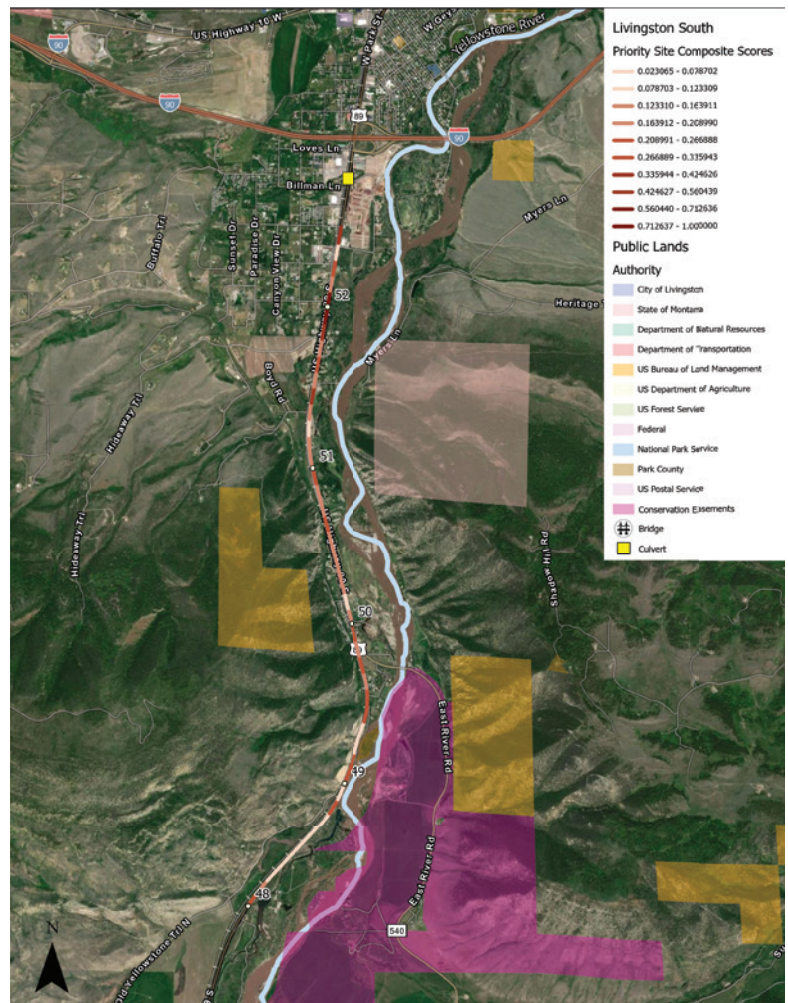 US Highway 10 W
W Park St
W Gey
Yellowstone River
90
90
89
90
Loves Ln
Billman Ln
Myers Ln
Buffalo Trl
Sunset Dr
Paradise Dr
Canyon View Dr
52
Heritage
Myers Ln
Boyd Rd
Hideaway Trl
51
Hideaway Trl
Shadow Hill Rd
50
East River Rd
49
East River Rd
48
540
Old Yellowstone Trl N
9 S
Su
N
Livingston South
Priority Site Composite Scores
0.023065 - 0.078702
0.078703 - 0.123309
0.123310 - 0.163911
0.163912 - 0.208990
0.208991 - 0.266888
0.266889 - 0.335943
0.335944 - 0.424626
0.424627 - 0.560439
0.560440 - 0.712636
0.712637 - 1.000000
Public Lands
Authority
City of Livingston
State of Montana
Department of Natural Resources
Department of Transportation
US Bureau of Land Management
US Department of Agriculture
US Forest Service
Federal
National Park Service
Park County
US Postal Service
Conservation Easements
Bridge
Culvert